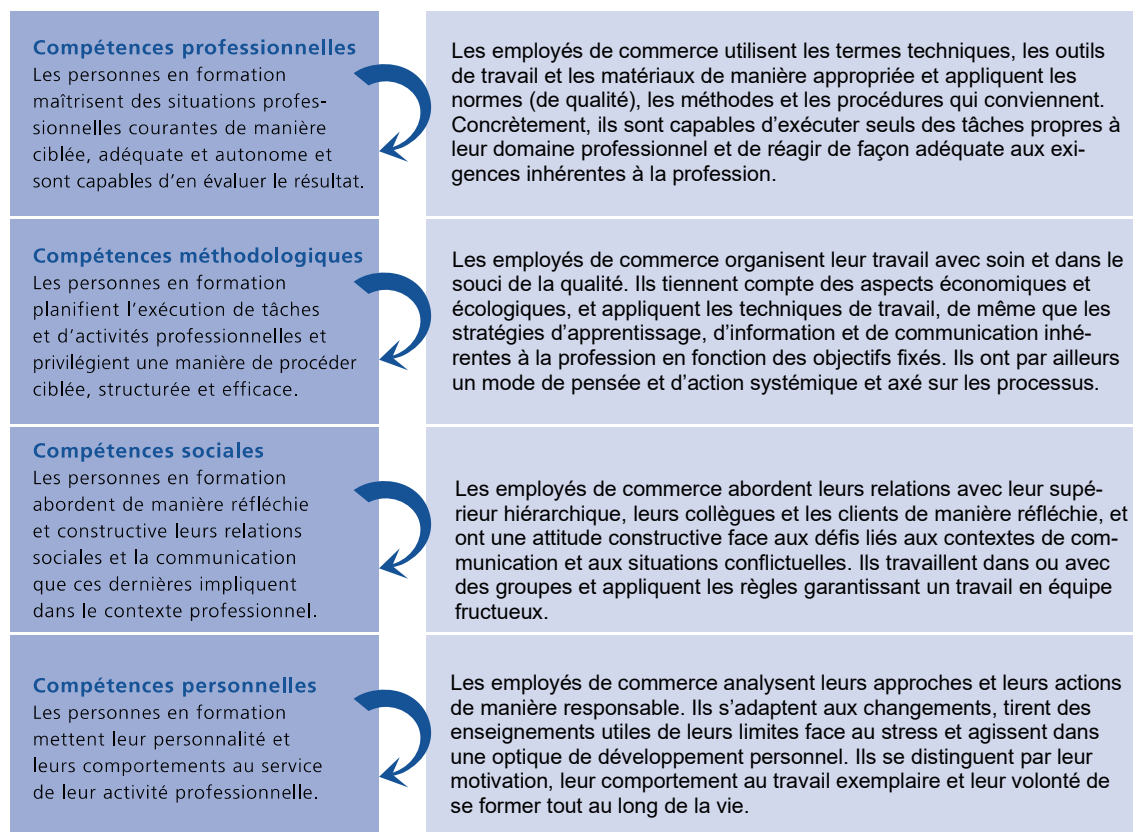 Compétences professionnelles
Les personnes en formation
maîtrisent des situations profes-
sionnelles courantes de manière
ciblée, adéquate et autonome et
sont capables d'en évaluer le résultat.
Les employés de commerce utilisent les termes techniques, les outils
de travail et les matériaux de manière appropriée et appliquent les
normes (de qualité), les méthodes et les procédures qui conviennent.
Concrètement, ils sont capables d'exécuter seuls des tâches propres à
leur domaine professionnel et de réagir de façon adéquate aux exi-
gences inhérentes à la profession.
Compétences méthodologiques
Les personnes en formation
planifient l'exécution de tâches
et d'activités professionnelles et
privilégient une manière de procéder
ciblée, structurée et efficace.
Les employés de commerce organisent leur travail avec soin et dans le
souci de la qualité. Ils tiennent compte des aspects économiques et
écologiques, et appliquent les techniques de travail, de même que les
stratégies d'apprentissage, d'information et de communication inhé-
rentes à la profession en fonction des objectifs fixés. Ils ont par ailleurs
un mode de pensée et d'action systémique et axé sur les processus.
Compétences sociales
Les personnes en formation
abordent de manière réfléchie
et constructive leurs relations
sociales et la communication
que ces dernières impliquent
dans le contexte professionnel.
Les employés de commerce abordent leurs relations avec leur supé-
rieur hiérarchique, leurs collègues et les clients de manière réfléchie, et
ont une attitude constructive face aux défis liés aux contextes de com-
munication et aux situations conflictuelles. Ils travaillent dans ou avec
des groupes et appliquent les règles garantissant un travail en équipe
fructueux.
Compétences personnelles
Les personnes en formation
mettent leur personnalité et
leurs comportements au service
de leur activité professionnelle.
Les employés de commerce analysent leurs approches et leurs actions
de manière responsable. Ils s'adaptent aux changements, tirent des
enseignements utiles de leurs limites face au stress et agissent dans
une optique de développement personnel. Ils se distinguent par leur
motivation, leur comportement au travail exemplaire et leur volonté de
se former tout au long de la vie.